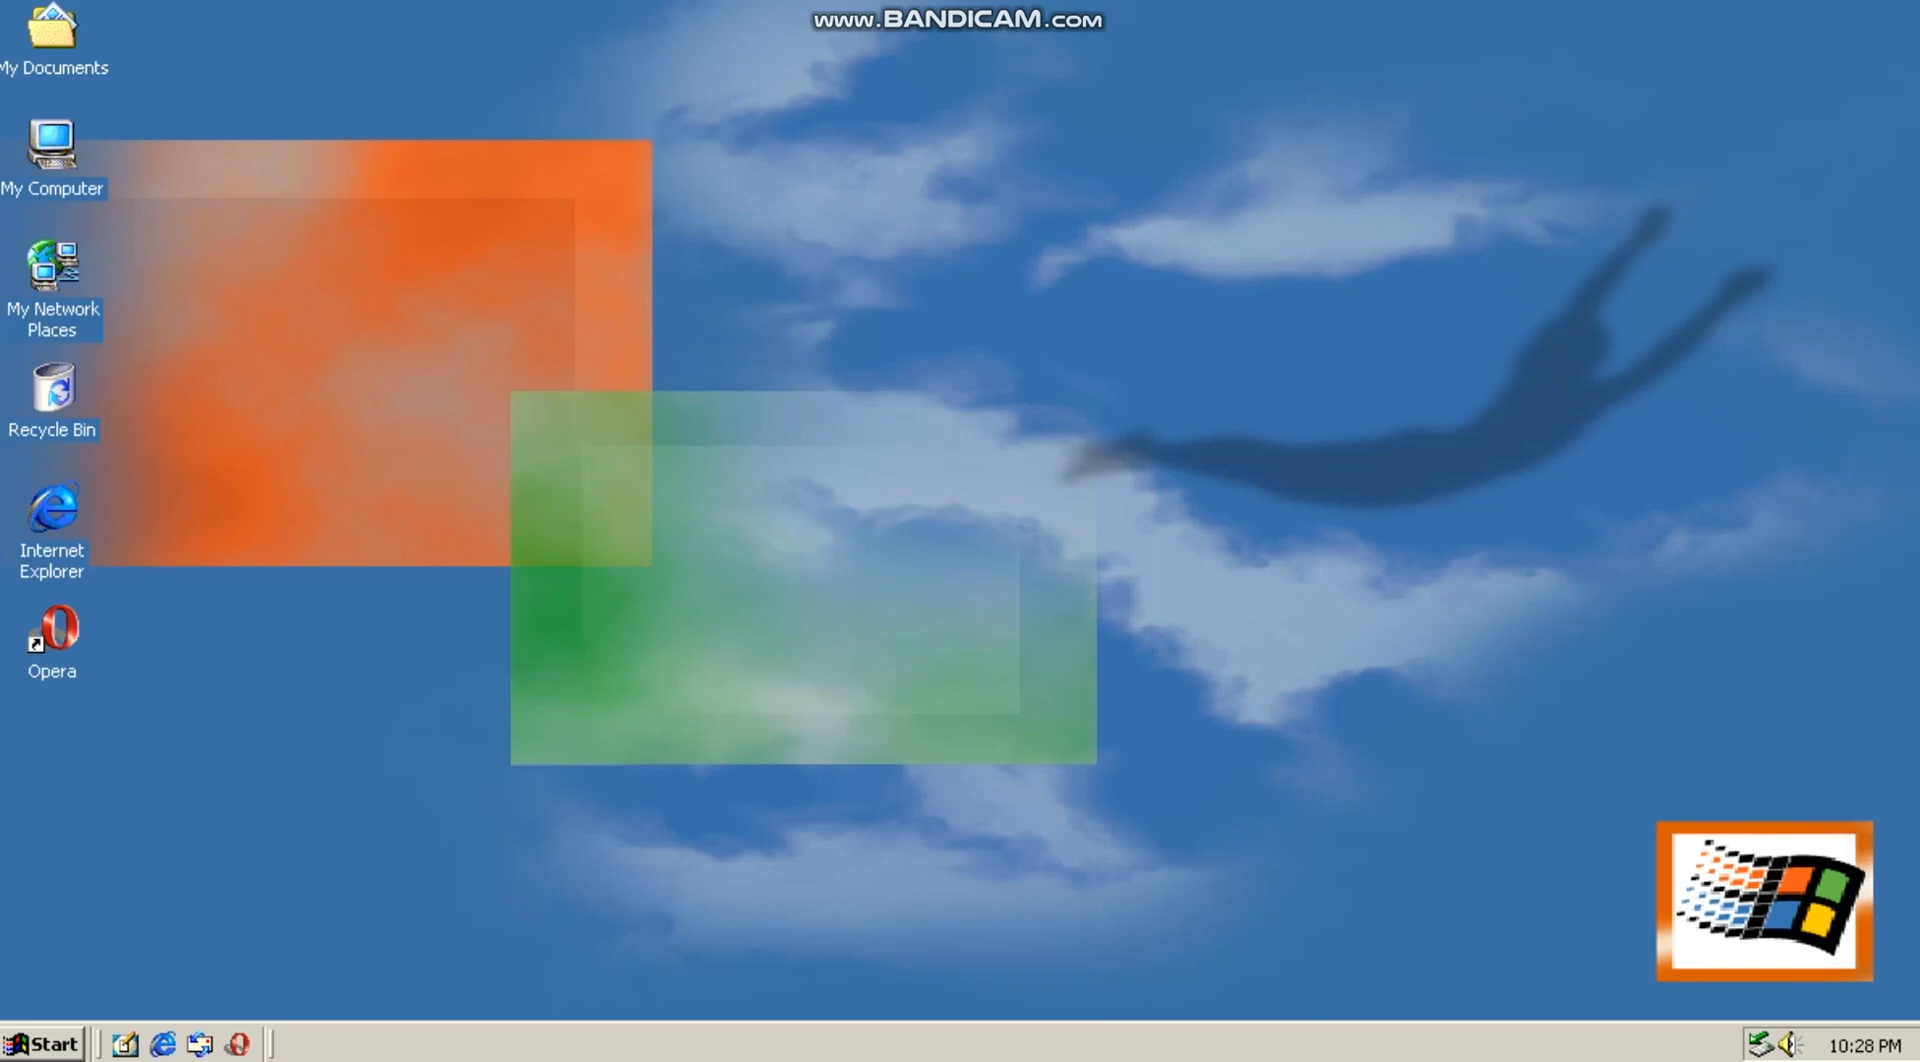 www.BANDICAM.com
My Documents
My Computer
My Network
Places
Recycle Bin
Internet
Explorer
Opera
Start
10:28 PM